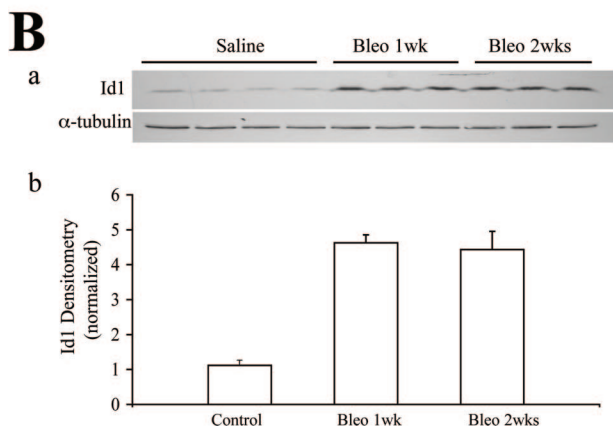 B
a
Saline Bleo 1wk Bleo 2wks
Id1
α-tubulin
b
Id1 Densitometry
(normalized)
6
5
4
3
2
1
0
Control Bleo 1wk Bleo 2wks